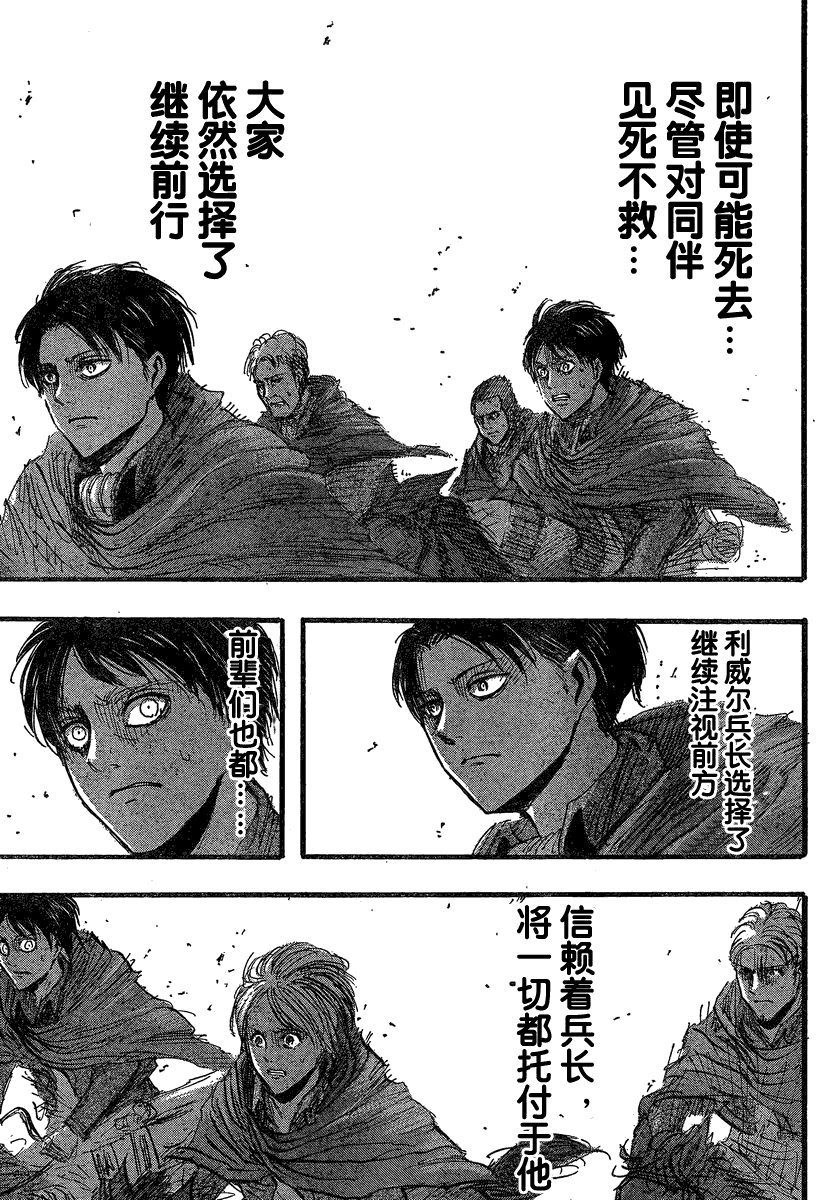 即使可能死去…
尽管对同伴
见死不救…
大家
依然选择了
继续前行
利威尔兵长选择了
继续注视前方
前辈们也都……
信赖着兵长，
将一切都托付于他